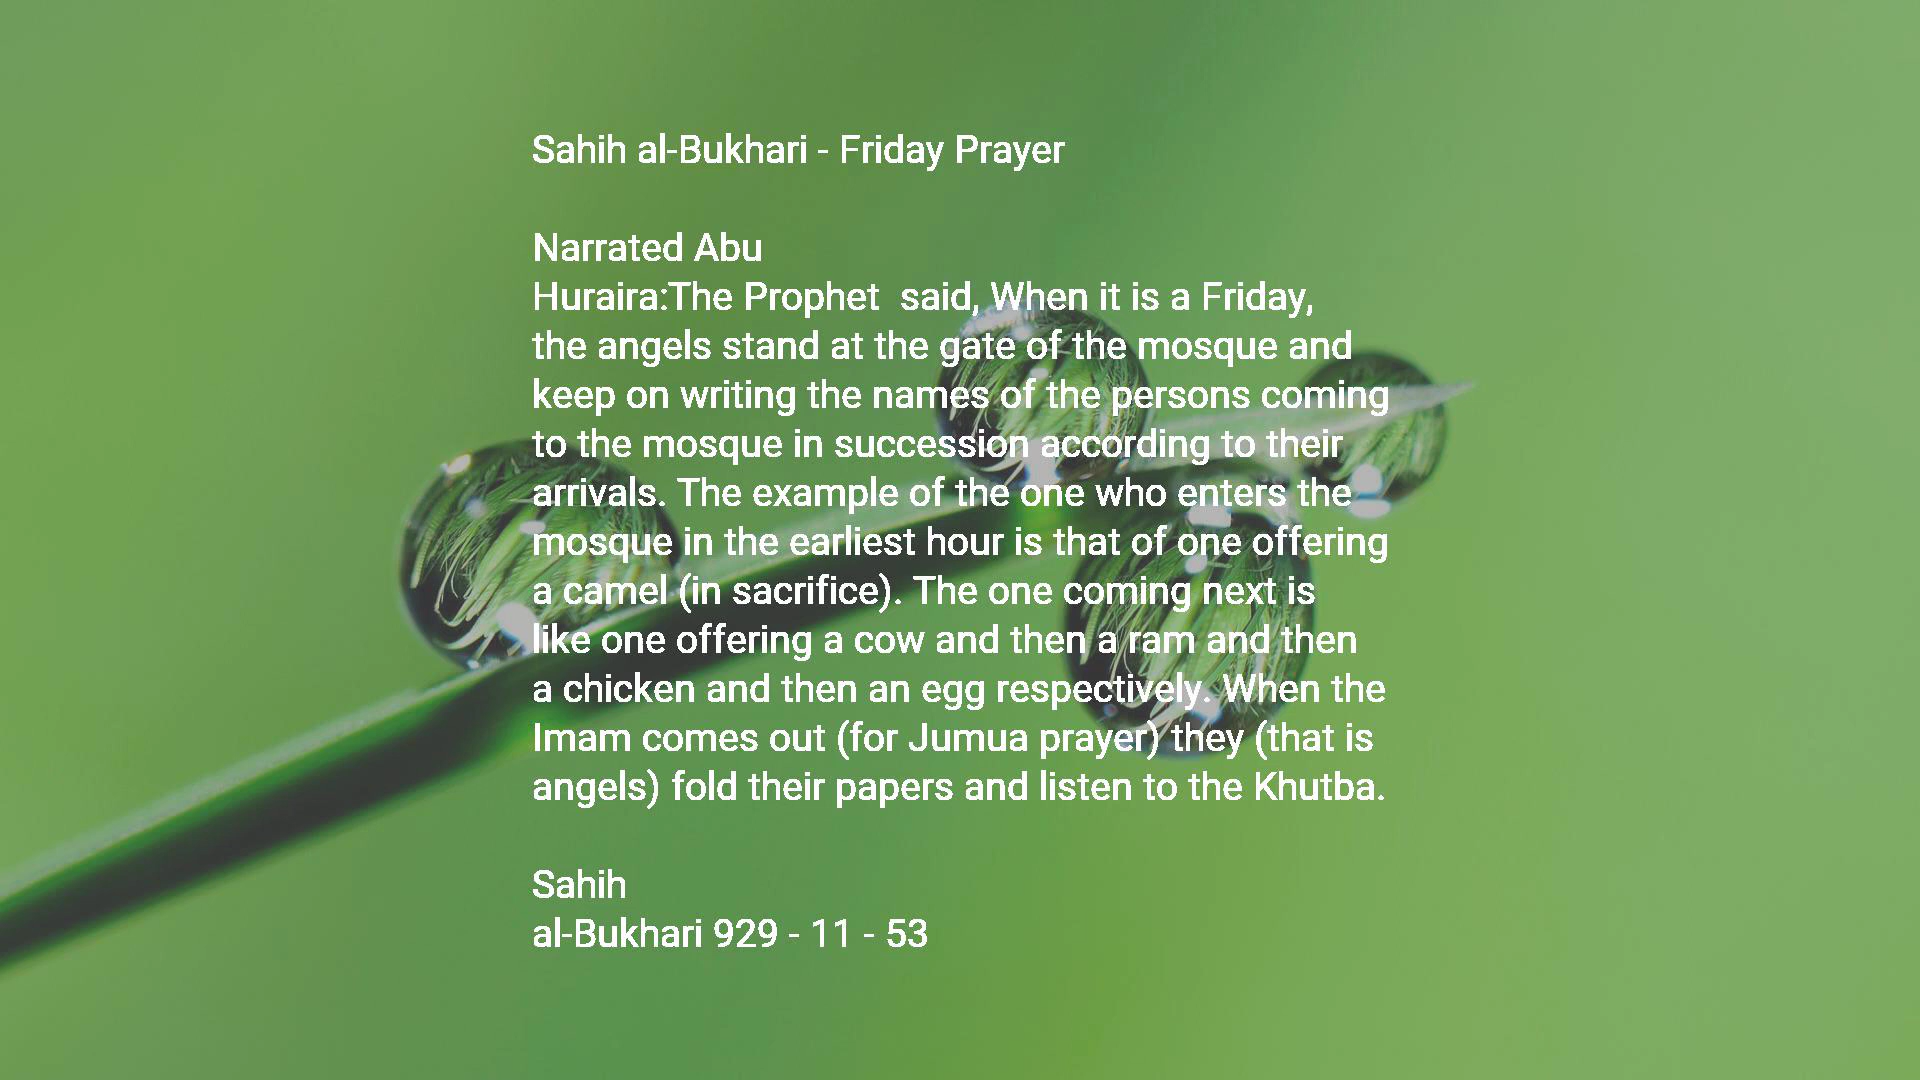 Sahih al-Bukhari - Friday Prayer
Narrated Abu
Huraira:The Prophet  said, When it is a Friday,
the angels stand at the gate of the mosque and
keep on writing the names of the persons coming
to the mosque in succession according to their
arrivals. The example of the one who enters the
mosque in the earliest hour is that of one offering
a camel (in sacrifice). The one coming next is
like one offering a cow and then a ram and then
a chicken and then an egg respectively. When the
Imam comes out (for Jumua prayer) they (that is
angels) fold their papers and listen to the Khutba.
Sahih
al-Bukhari 929 - 11 - 53